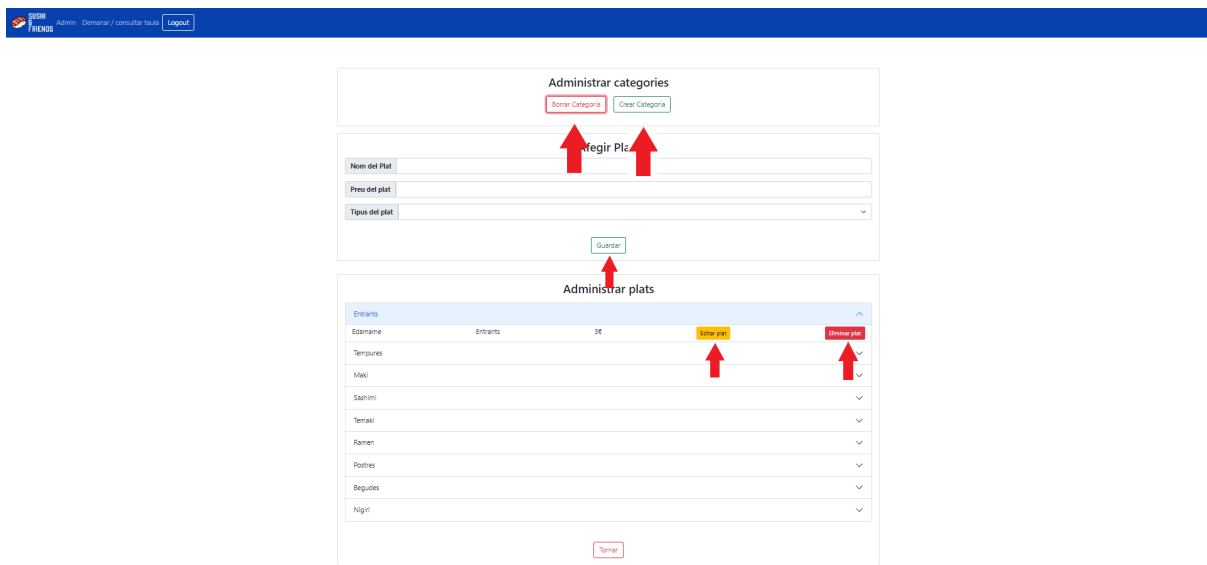 SUSHI
&
FRIENDS
Admin Demanar / consultar taula Logout
Administrar categories
Borrar Categoria Crear Categoria
Afegir Pla
Nom del Plat
Preu del plat
Tipus del plat
Guardar
Administrar plats
Entrants
Edamame Entrants 3€ Editar plat Eliminar plat
Tempures
Maki
Sashimi
Temaki
Ramen
Postres
Begudes
Nigiri
Tornar